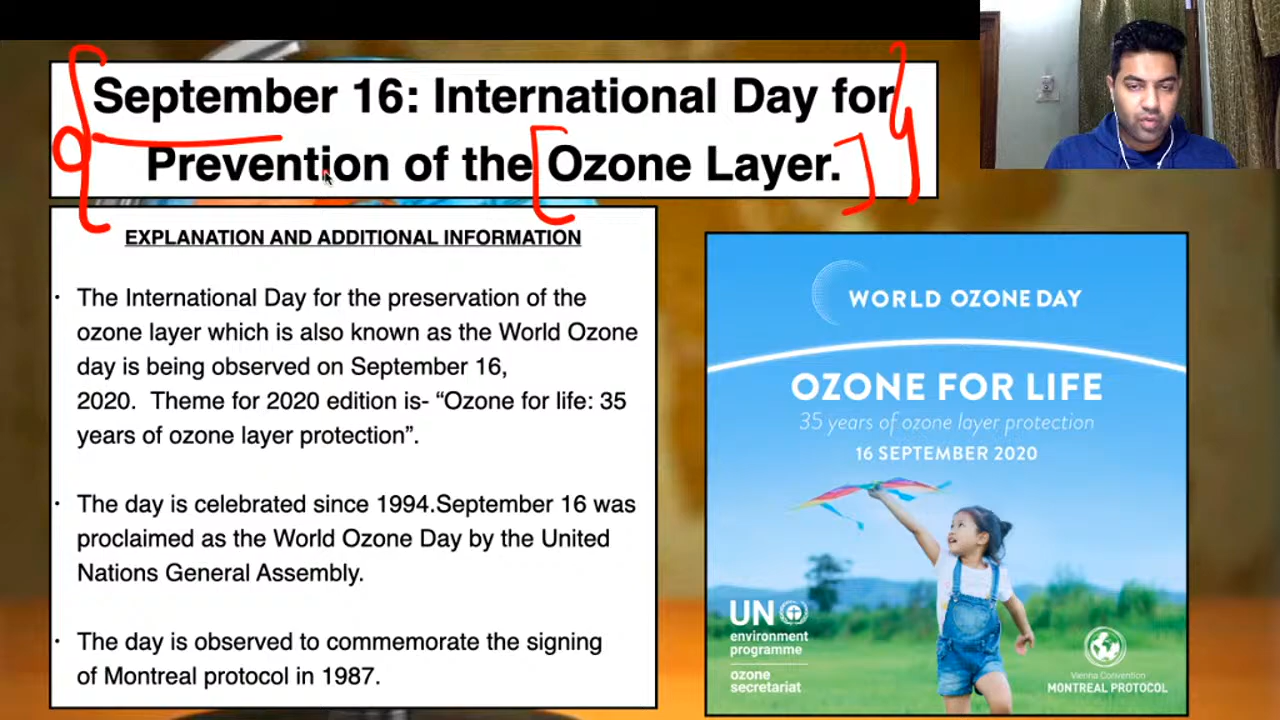 September 16: International Day for
Prevention of the Ozone Layer.
EXPLANATION AND ADDITIONAL INFORMATION
· The International Day for the preservation of the
ozone layer which is also known as the World Ozone
day is being observed on September 16,
2020. Theme for 2020 edition is- “Ozone for life: 35
years of ozone layer protection”.
· The day is celebrated since 1994.September 16 was
proclaimed as the World Ozone Day by the United
Nations General Assembly.
· The day is observed to commemorate the signing
of Montreal protocol in 1987.
WORLD OZONE DAY
OZONE FOR LIFE
35 years of ozone layer protection
16 SEPTEMBER 2020
UN
environment
programme
ozone
secretariat
Vienna Convention
MONTREAL PROTOCOL